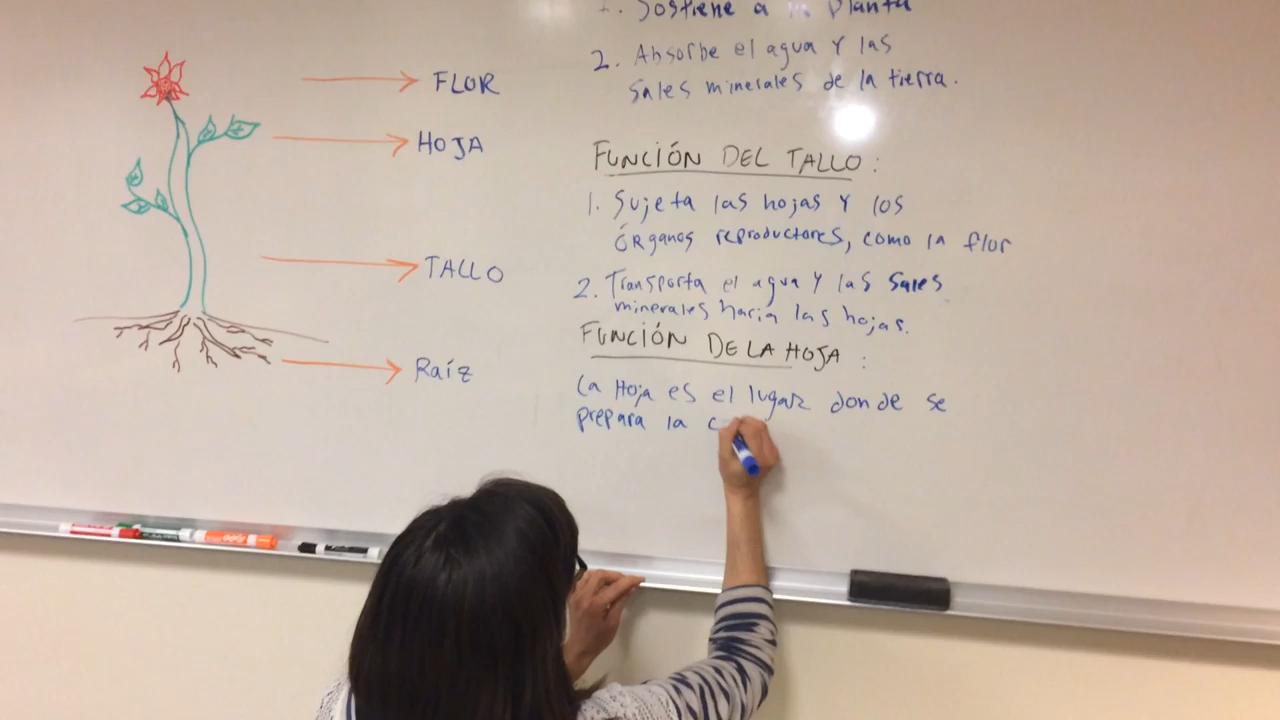 FLOR
HOJA
TALLO
Raíz
1. Sostiene a la planta
2. Absorbe el agua y las
sales minerales de la tierra.
FUNCIÓN DEL TALLO:
1. Sujeta las hojas y los
órganos reproductores, como la flor
2. Transporta el agua y las sales
minerales hacia las hojas.
FUNCIÓN DE LA HOJA:
La Hoja es el lugar donde se
prepara la c